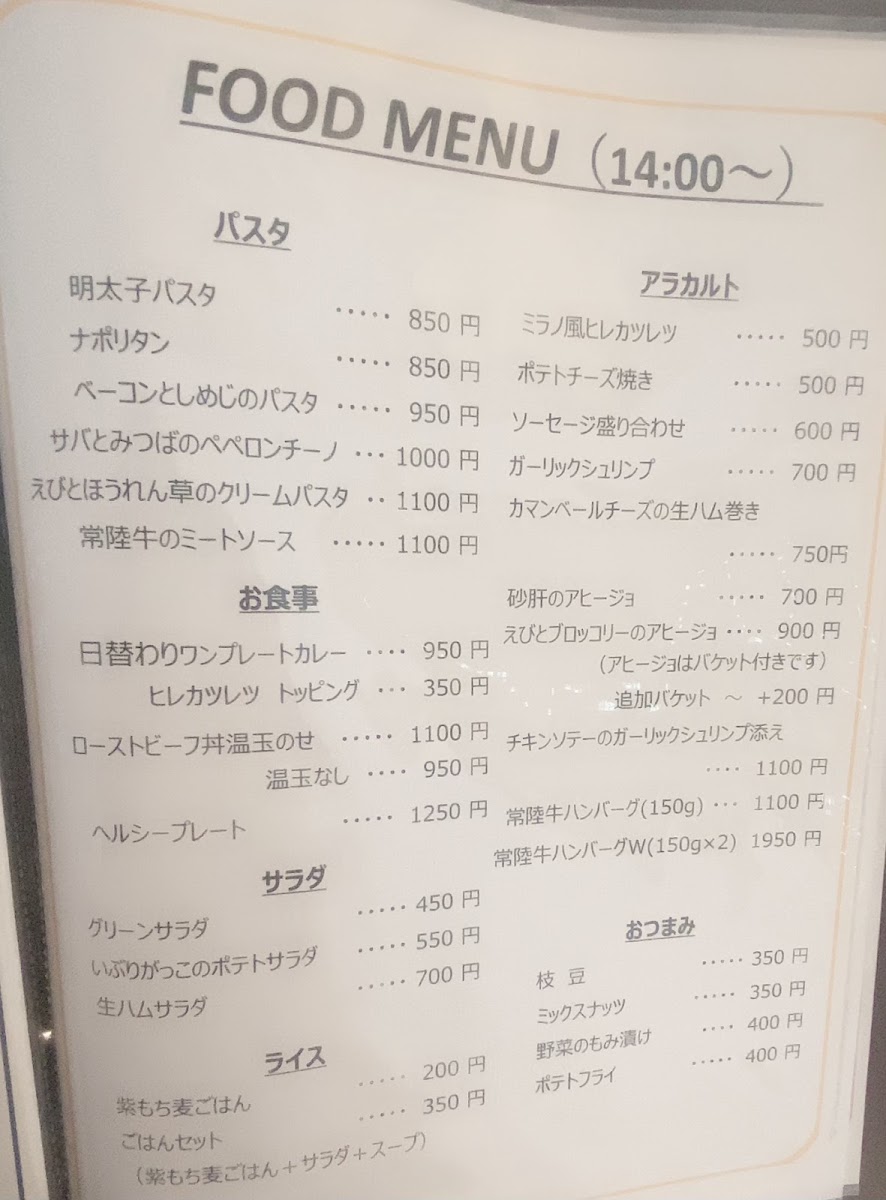 FOOD MENU (14:00～)
パスタ
明太子パスタ ····· 850 円
ナポリタン ····· 850 円
ベーコンとしめじのパスタ ····· 950 円
サバとみつばのペペロンチーノ ··· 1000 円
えびとほうれん草のクリームパスタ ·· 1100 円
常陸牛のミートソース ····· 1100 円
お食事
日替わりワンプレートカレー ···· 950 円
ヒレカツレツ トッピング ··· 350 円
ローストビーフ丼温玉のせ ····· 1100 円
温玉なし ···· 950 円
ヘルシープレート ····· 1250 円
サラダ
グリーンサラダ ····· 450 円
いぶりがっこのポテトサラダ ····· 550 円
生ハムサラダ ····· 700 円
ライス
紫もち麦ごはん ····· 200 円
ごはんセット ····· 350 円
(紫もち麦ごはん＋サラダ＋スープ)
アラカルト
ミラノ風ヒレカツレツ ····· 500 円
ポテトチーズ焼き ····· 500 円
ソーセージ盛り合わせ ····· 600 円
ガーリックシュリンプ ····· 700 円
カマンベールチーズの生ハム巻き
····· 750円
砂肝のアヒージョ ····· 700 円
えびとブロッコリーのアヒージョ ···· 900 円
(アヒージョはバケット付きです)
追加バケット ～ +200 円
チキンソテーのガーリックシュリンプ添え
···· 1100 円
常陸牛ハンバーグ(150g) ··· 1100 円
常陸牛ハンバーグW(150g×2) 1950 円
おつまみ
枝 豆 ····· 350 円
ミックスナッツ ····· 350 円
野菜のもみ漬け ···· 400 円
ポテトフライ ····· 400 円